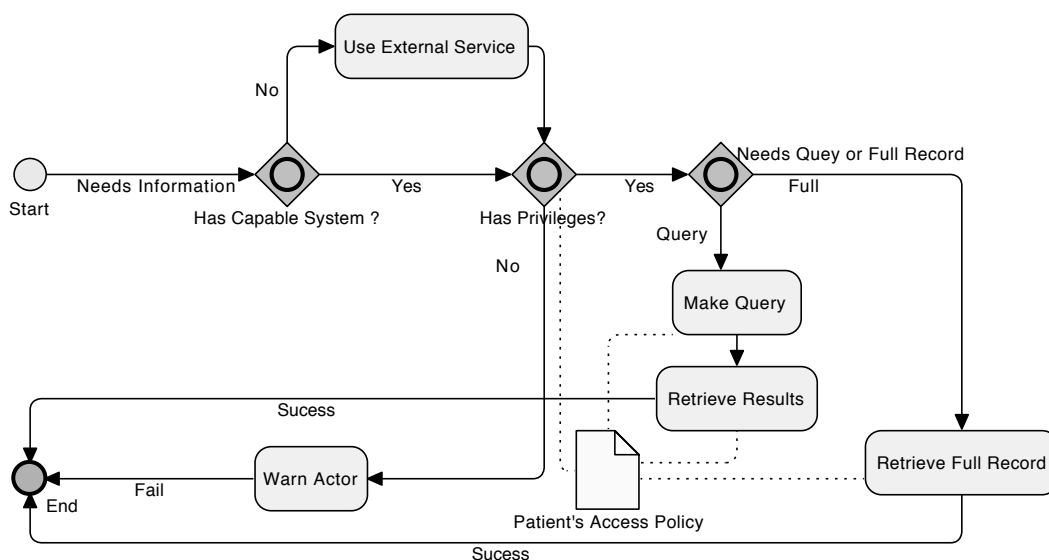 Use External Service
No
Needs Quey or Full Record
Needs Information
Yes
Yes
Full
Start
Has Capable System ?
Has Privileges?
Query
No
Make Query
Retrieve Results
Sucess
Retrieve Full Record
Warn Actor
Fail
End
Patient's Access Policy
Sucess